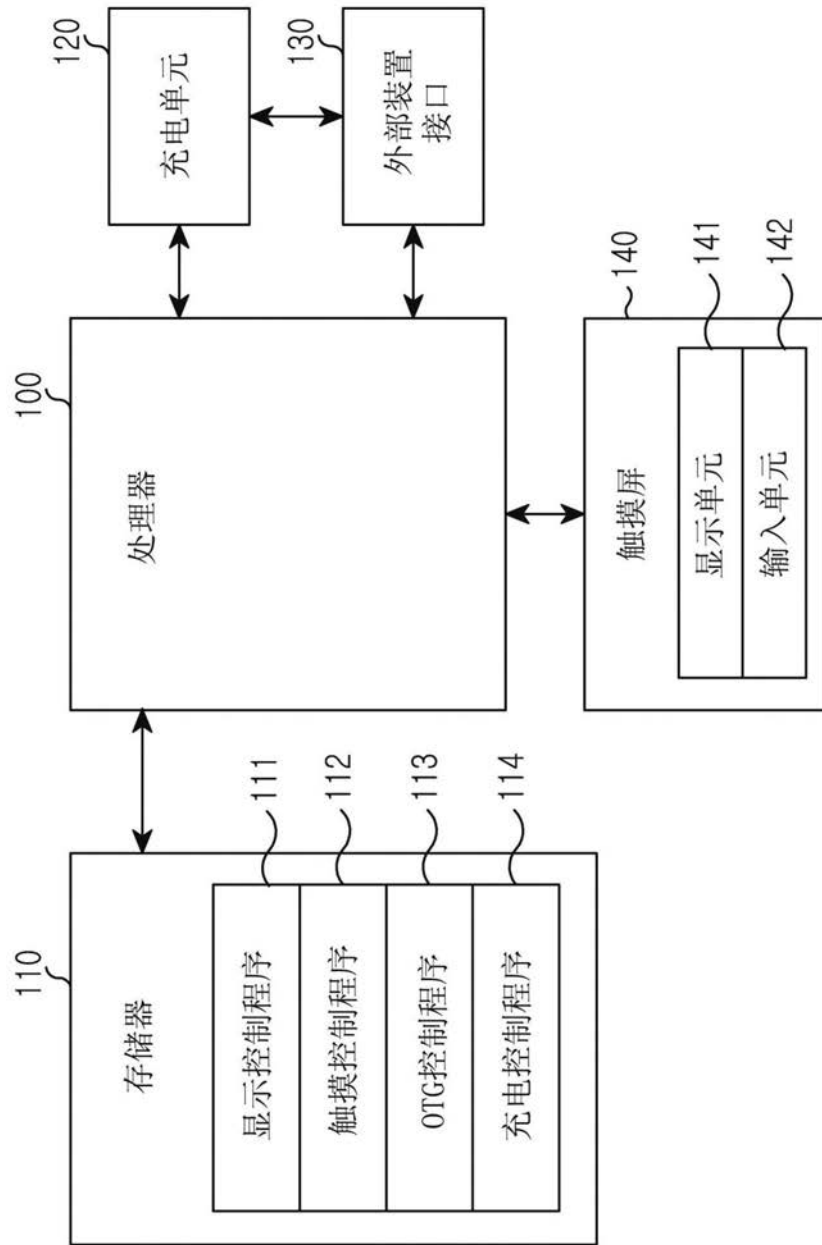 110
存储器
显示控制程序
111
触摸控制程序
112
OTG控制程序
113
充电控制程序
114
100
处理器
120
充电单元
130
外部装置
接口
140
触摸屏
显示单元
141
输入单元
142